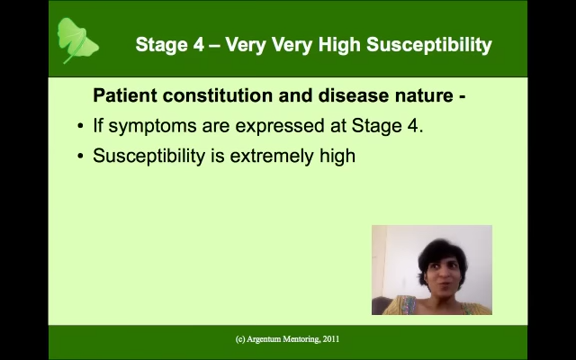 Stage 4 – Very Very High Susceptibility
Patient constitution and disease nature -
• If symptoms are expressed at Stage 4.
• Susceptibility is extremely high
(c) Argentum Mentoring, 2011